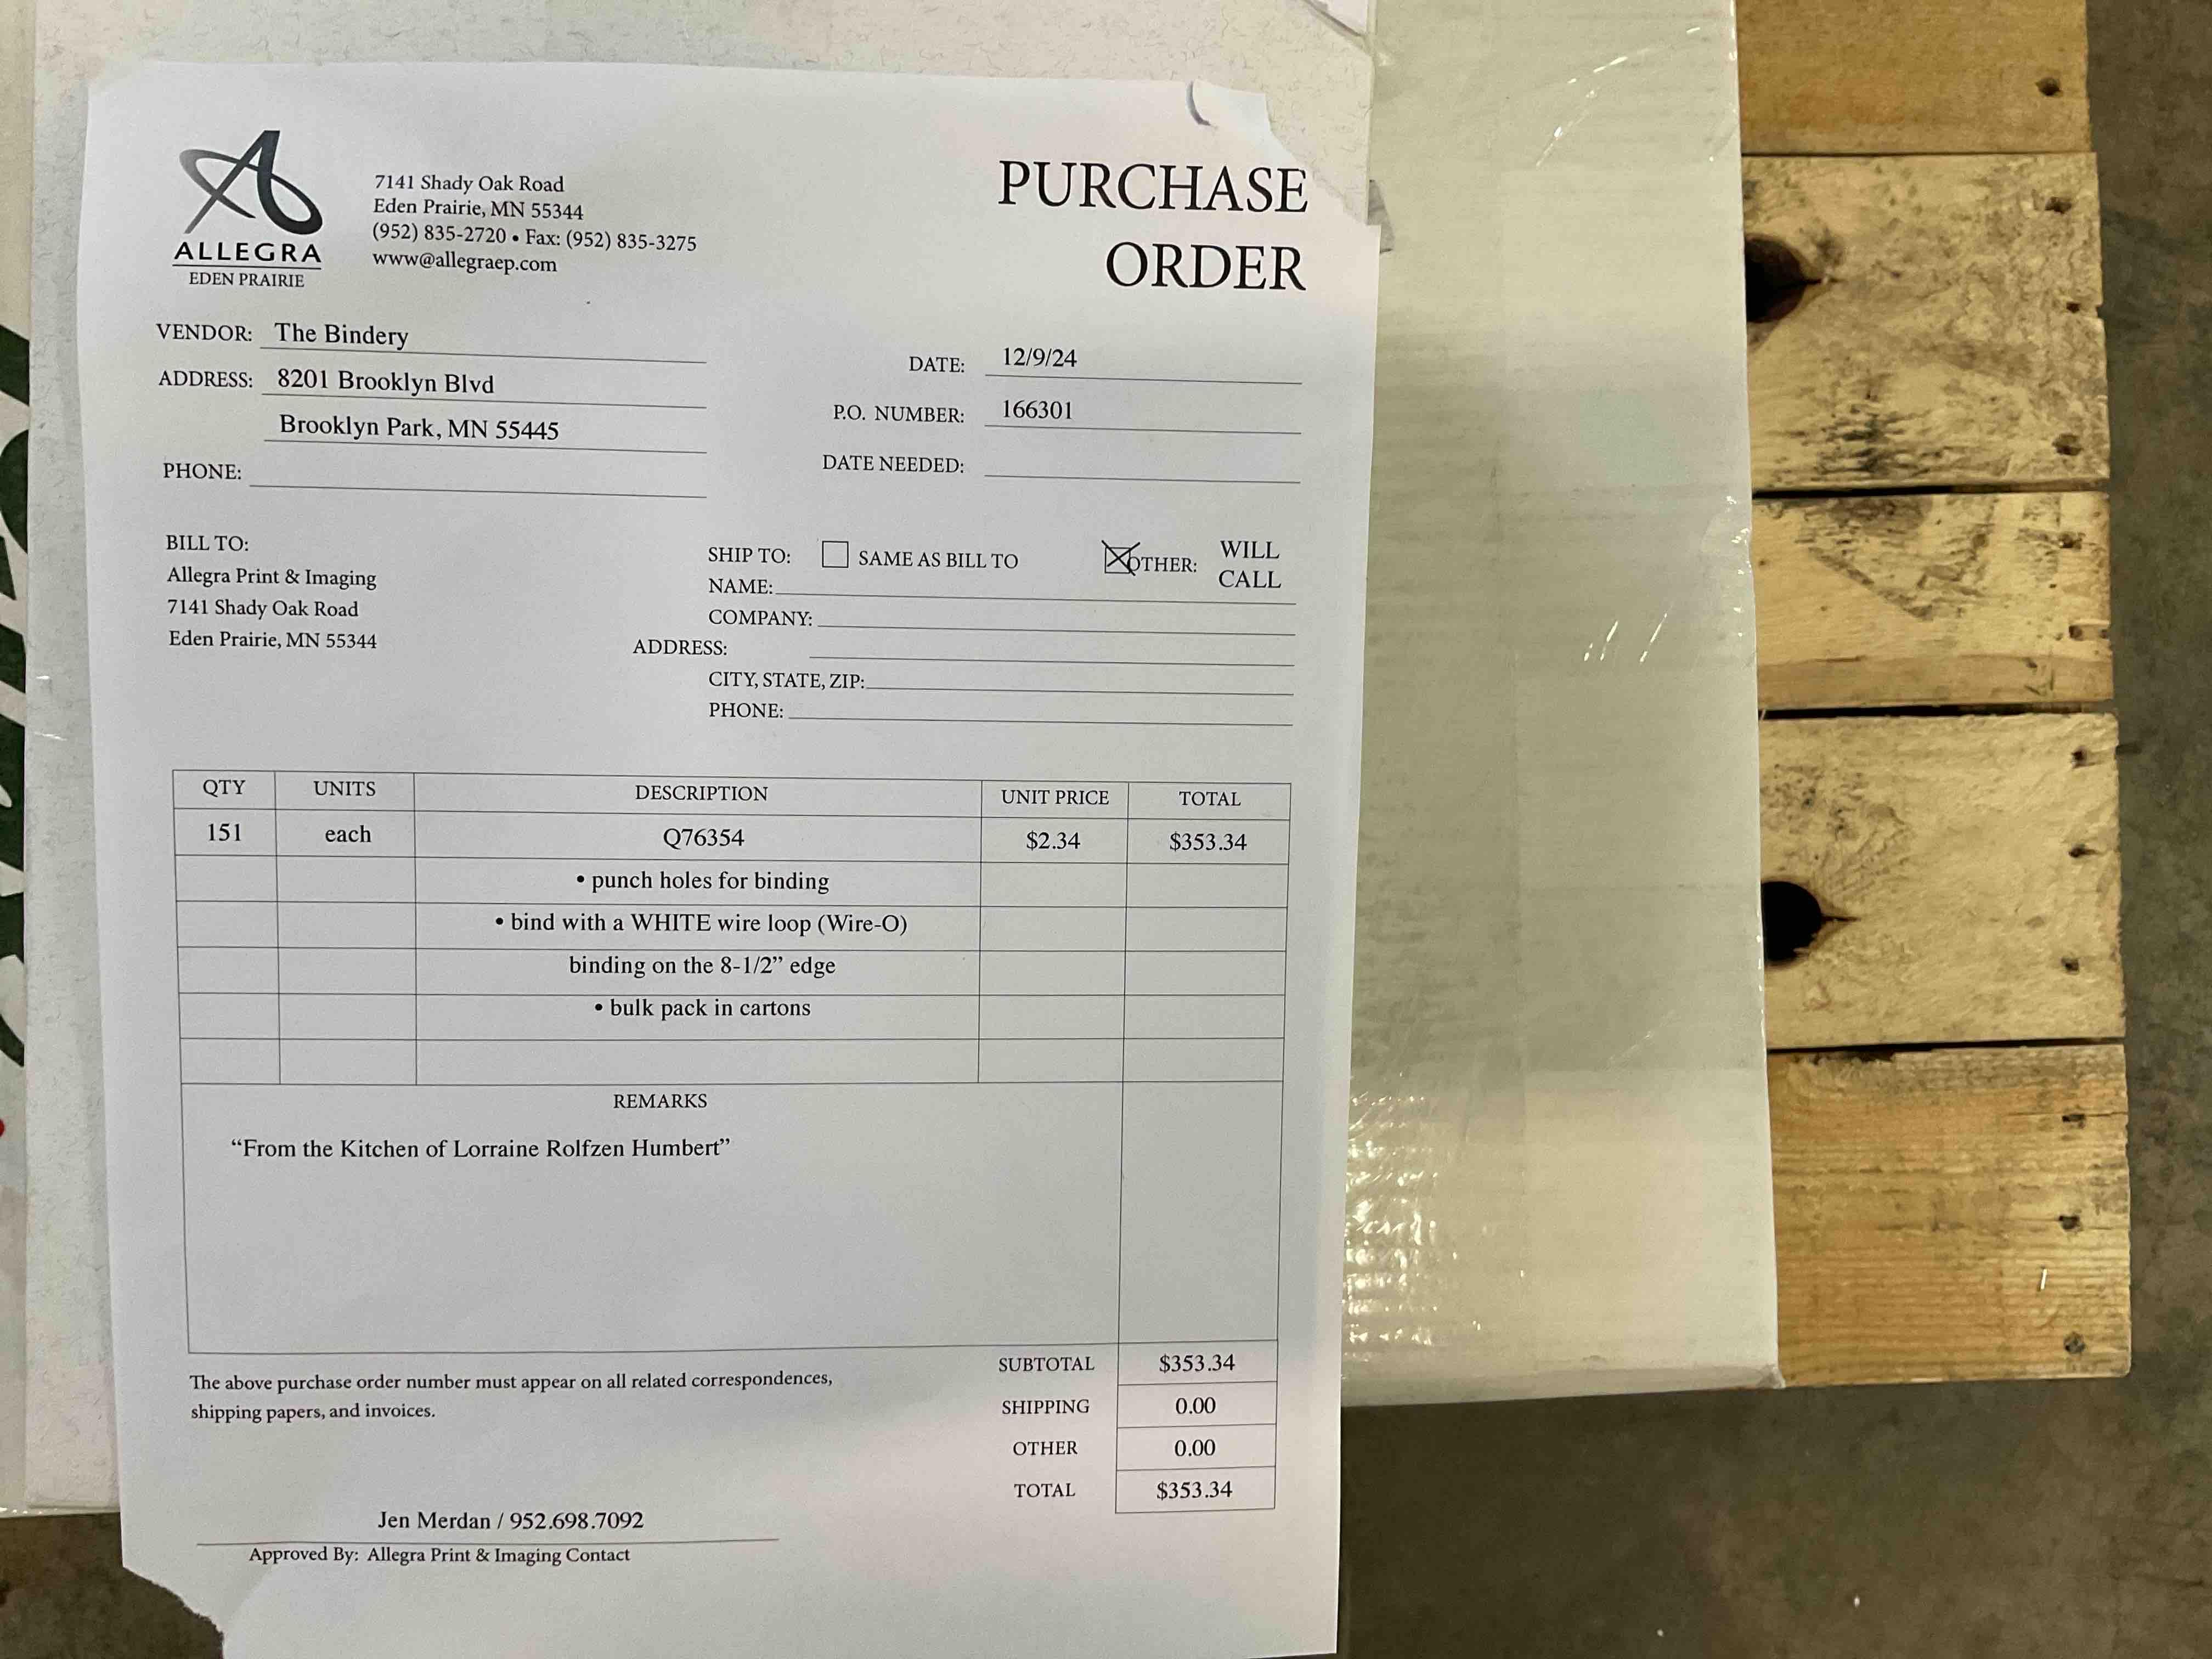 ALLEGRA
EDEN PRAIRIE
7141 Shady Oak Road
Eden Prairie, MN 55344
(952) 835-2720 • Fax: (952) 835-3275
www@allegraep.com
PURCHASE
ORDER
VENDOR: The Bindery
ADDRESS: 8201 Brooklyn Blvd
Brooklyn Park, MN 55445
PHONE:
DATE: 12/9/24
P.O. NUMBER: 166301
DATE NEEDED:
BILL TO:
Allegra Print & Imaging
7141 Shady Oak Road
Eden Prairie, MN 55344
SHIP TO: SAME AS BILL TO OTHER: WILL CALL
NAME:
COMPANY:
ADDRESS:
CITY, STATE, ZIP:
PHONE:
QTY UNITS DESCRIPTION UNIT PRICE TOTAL
151 each Q76354 $2.34 $353.34
• punch holes for binding
• bind with a WHITE wire loop (Wire-O)
binding on the 8-1/2” edge
• bulk pack in cartons
REMARKS
“From the Kitchen of Lorraine Rolfzen Humbert”
SUBTOTAL $353.34
SHIPPING 0.00
OTHER 0.00
TOTAL $353.34
The above purchase order number must appear on all related correspondences,
shipping papers, and invoices.
Jen Merdan / 952.698.7092
Approved By: Allegra Print & Imaging Contact